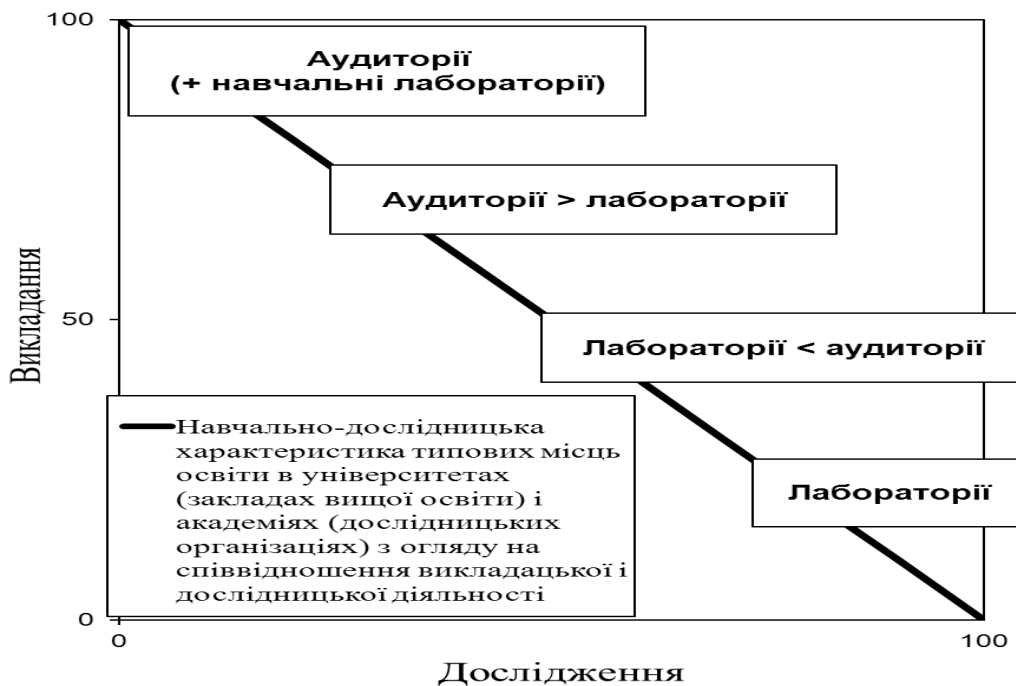 100
Аудиторії
(+ навчальні лабораторії)
Аудиторії > лабораторії
Викладання
50
Лабораторії < аудиторії
Навчально-дослідницька
характеристика типових місць
освіти в університетах
(закладах вищої освіти) і
академіях (дослідницьких
організаціях) з огляду на
співвідношення викладацької і
дослідницької діяльності
Лабораторії
0
0
100
Дослідження